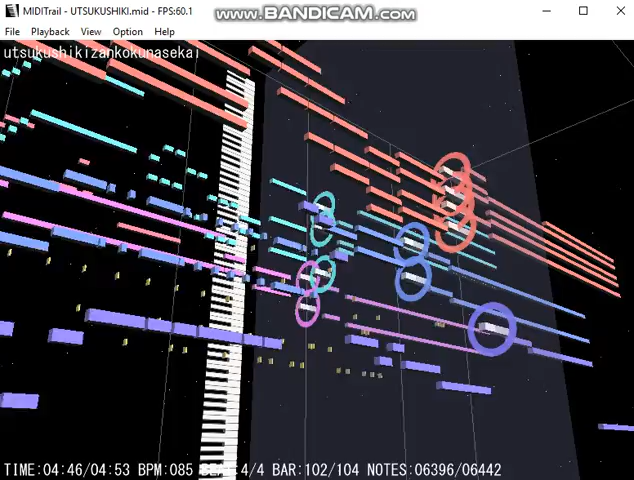 MIDITrail - UTSUKUSHIKI.mid - FPS:60.1
www.BANDICAM.com
File Playback View Option Help
utsukushikizankokunasekai
TIME:04:46/04:53 BPM:085 BEAT:4/4 BAR:102/104 NOTES:06396/06442